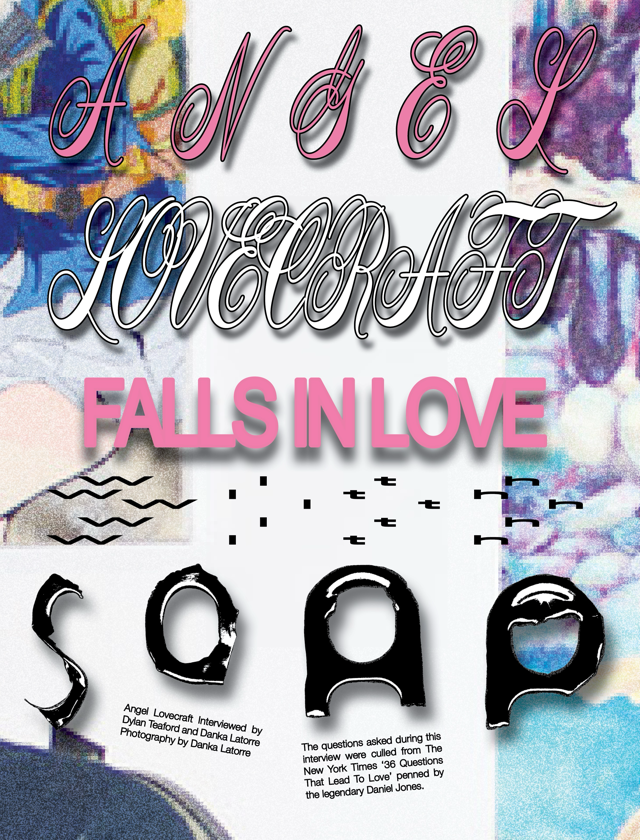 ANGEL
LOVECRAFT
FALLS IN LOVE
SOAP
Angel Lovecraft Interviewed by
Dylan Teaford and Danka Latorre
Photography by Danka Latorre
The questions asked during this
interview were culled from The
New York Times ‘36 Questions
That Lead To Love’ penned by
the legendary Daniel Jones.